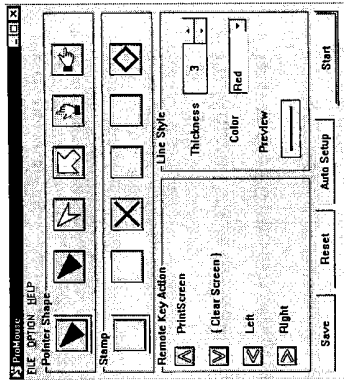 ProMouse
FILE OPTION HELP
Pointer Shape
Stamp
Remote Key Action
PrintScreen
( Clear Screen )
Left
Right
Line Style
Thickness
3
Color
Red
Preview
Save
Reset
Auto Setup
Start